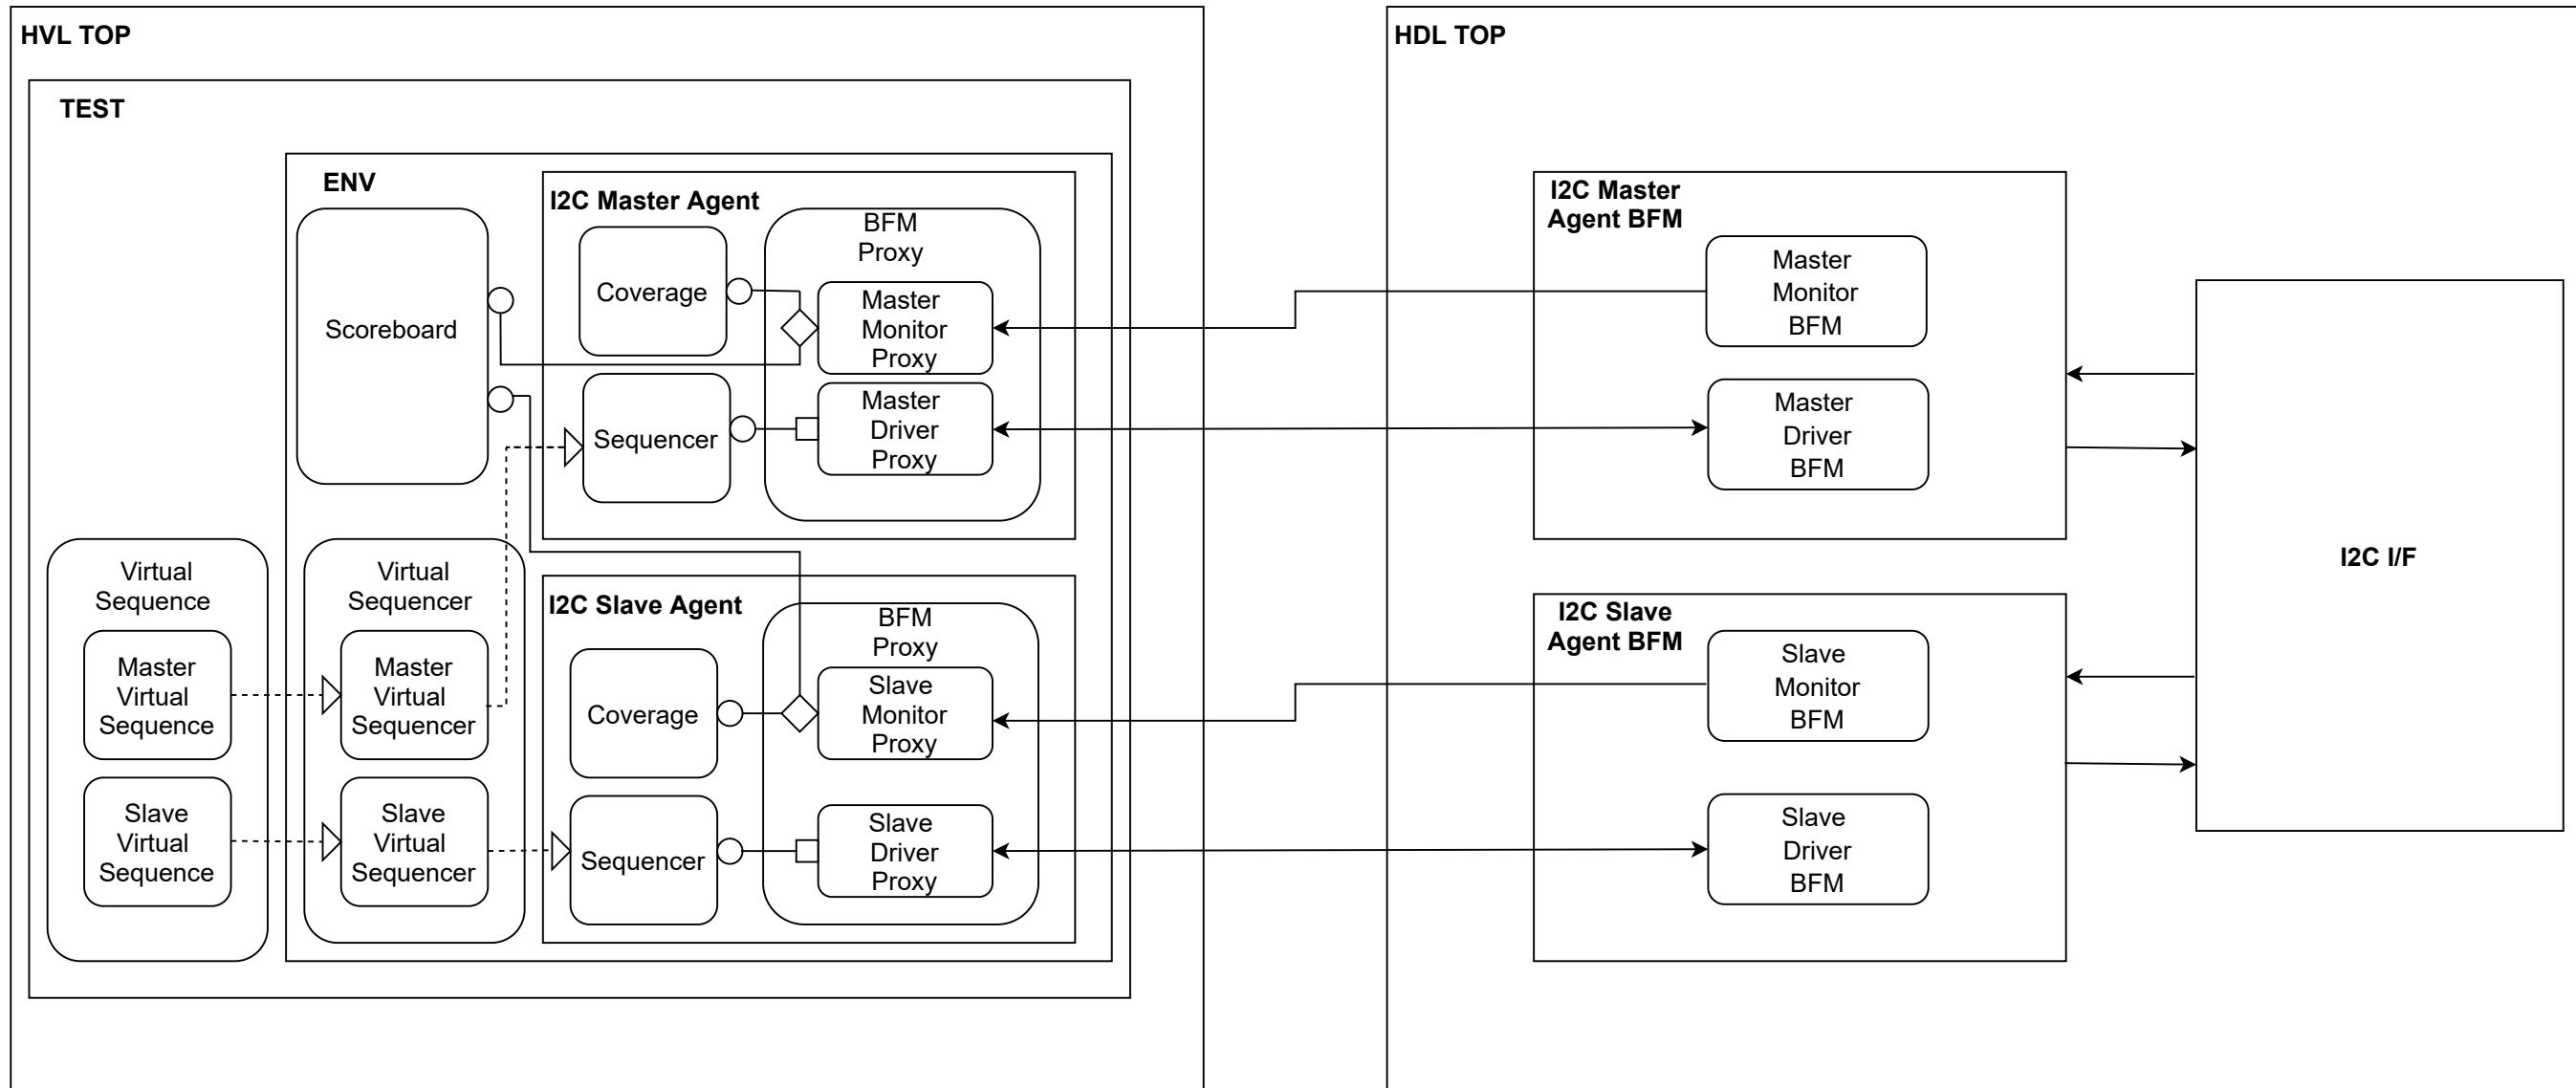 HVL TOP
TEST
ENV
Scoreboard
I2C Master Agent
Coverage
BFM
Proxy
Master
Monitor
Proxy
Sequencer
Master
Driver
Proxy
Virtual
Sequence
Master
Virtual
Sequence
Slave
Virtual
Sequence
Virtual
Sequencer
Master
Virtual
Sequencer
Slave
Virtual
Sequencer
I2C Slave Agent
Coverage
BFM
Proxy
Slave
Monitor
Proxy
Sequencer
Slave
Driver
Proxy
HDL TOP
I2C Master
Agent BFM
Master
Monitor
BFM
Master
Driver
BFM
I2C Slave
Agent BFM
Slave
Monitor
BFM
Slave
Driver
BFM
I2C I/F